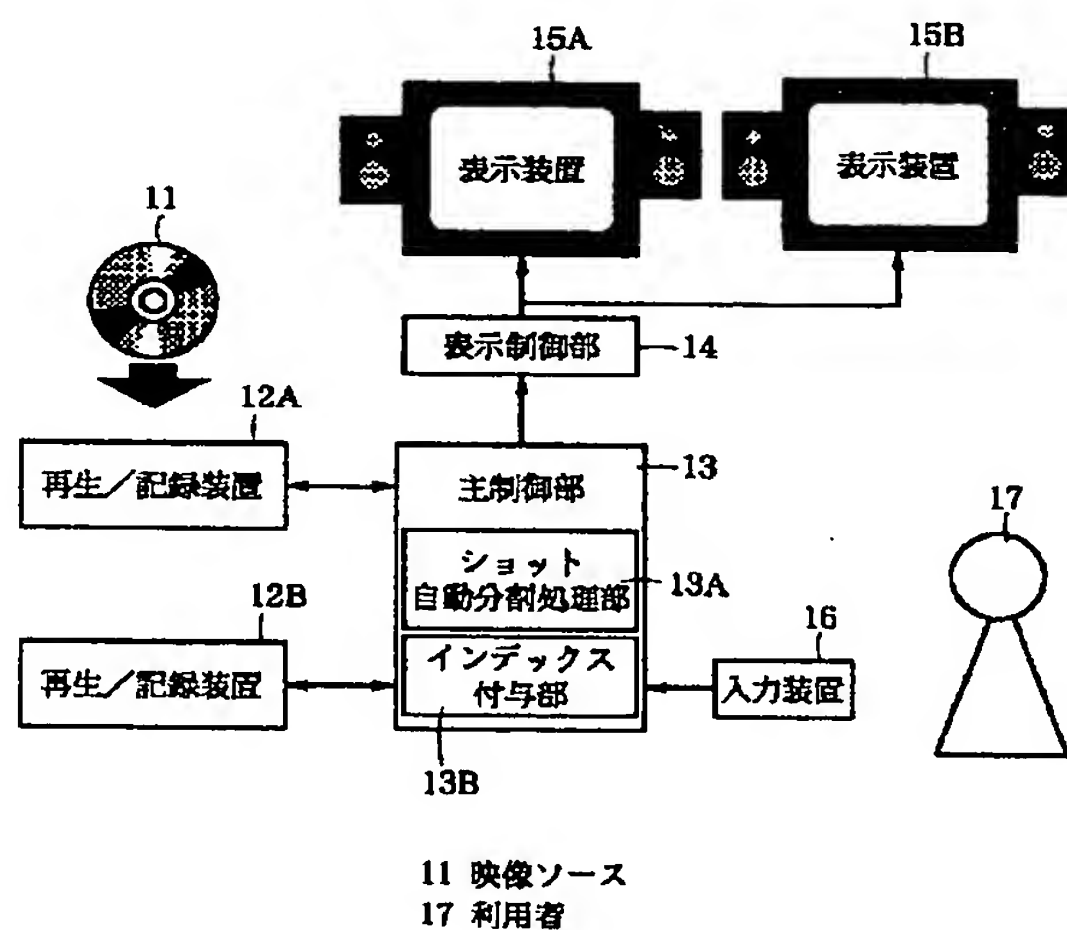 15A
15B
表示装置
表示装置
11
表示制御部
14
12A
再生/記録装置
主制御部
13
ショット
自動分割処理部
13A
17
12B
再生/記録装置
インデックス
付与部
16
入力装置
13B
11 映像ソース
17 利用者